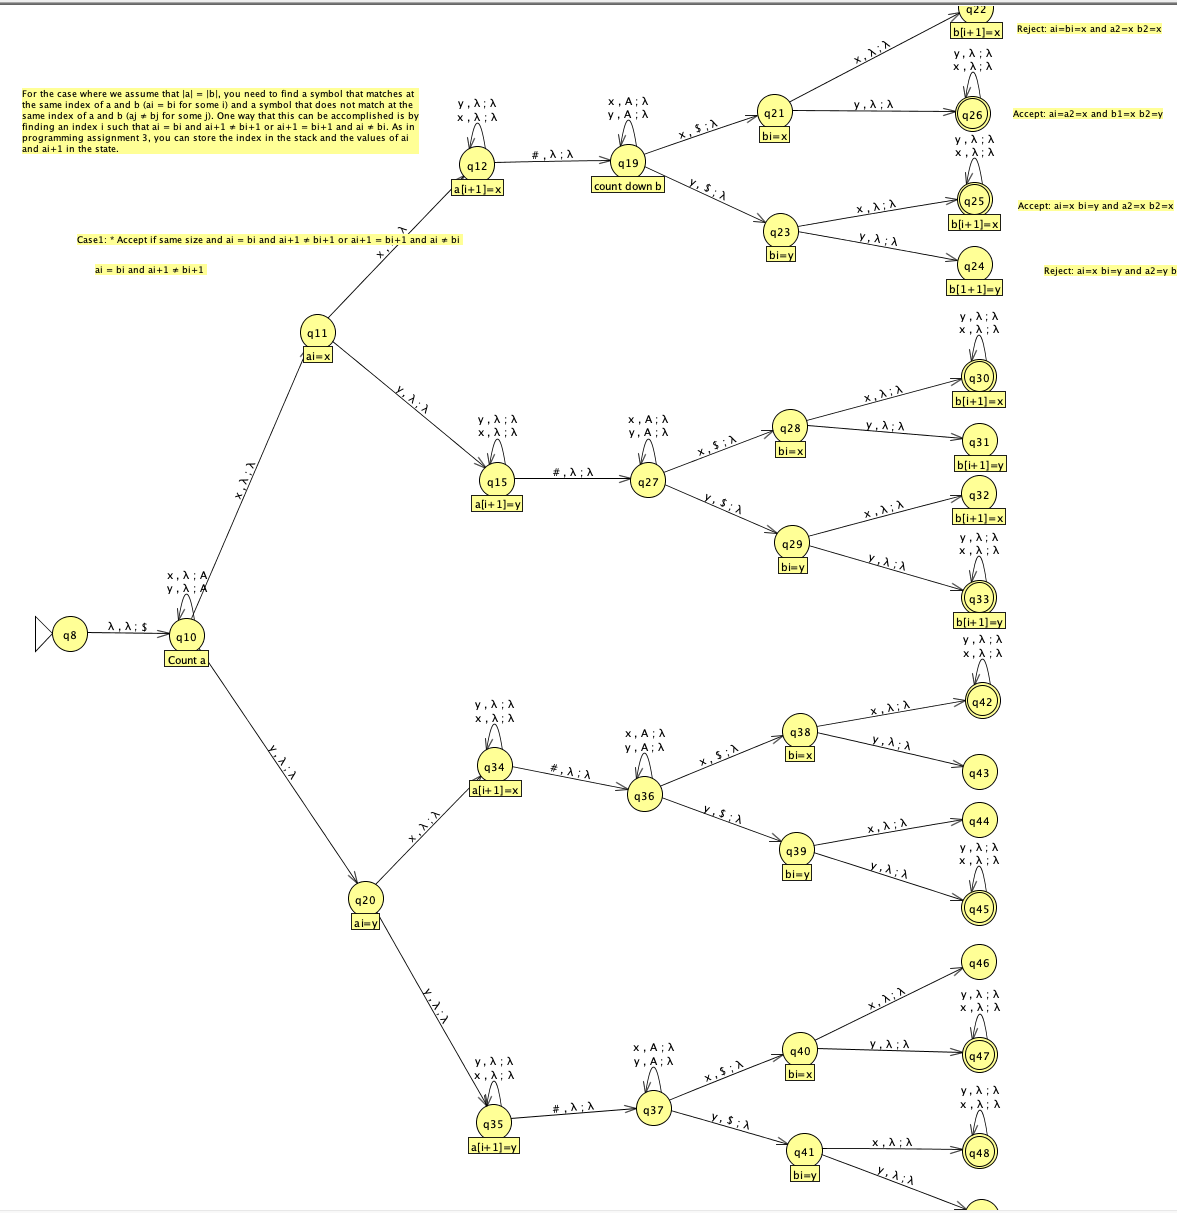 q22
b[i+1]=x
Reject: ai=bi=x and a2=x b2=x
For the case where we assume that |a| = |b|, you need to find a symbol that matches at
the same index of a and b (ai = bi for some i) and a symbol that does not match at the
same index of a and b (aj ≠ bj for some j). One way that this can be accomplished is by
finding an index i such that ai = bi and ai+1 ≠ bi+1 or ai+1 = bi+1 and ai ≠ bi. As in
progrmming assignment 3, you can store the index in the stack and the values of ai
and ai+1 in the state.
y , λ ; λ
x , λ ; λ
q12
a[i+1]=x
# , λ ; λ
x , A ; λ
y , A ; λ
q19
count down b
x , $ ; λ
y , $ ; λ
q21
bi=x
x , λ ; λ
y , λ ; λ
y , λ ; λ
x , λ ; λ
q26
Accept: ai=a2=x and b1=x b2=y
q23
bi=y
x , λ ; λ
y , λ ; λ
y , λ ; λ
x , λ ; λ
q25
b[i+1]=x
Accept: ai=x bi=y and a2=x b2=x
q24
b[1+1]=y
Reject: ai=x bi=y and a2=y b
Case1: * Accept if same size and ai = bi and ai+1 ≠ bi+1 or ai+1 = bi+1 and ai ≠ bi
ai = bi and ai+1 ≠ bi+1
q11
ai=x
y , λ ; λ
x , λ ; λ
y , λ ; λ
x , λ ; λ
q15
a[i+1]=y
# , λ ; λ
x , A ; λ
y , A ; λ
q27
x , $ ; λ
y , $ ; λ
q28
bi=x
x , λ ; λ
y , λ ; λ
y , λ ; λ
x , λ ; λ
q30
b[i+1]=x
q31
b[i+1]=y
q29
bi=y
x , λ ; λ
y , λ ; λ
q32
b[i+1]=x
y , λ ; λ
x , λ ; λ
q33
b[i+1]=y
q8
λ , λ ; $
x , λ ; A
y , λ ; A
q10
Count a
y , λ ; λ
q20
ai=y
x , λ ; λ
y , λ ; λ
x , λ ; λ
q34
a[i+1]=x
# , λ ; λ
x , A ; λ
y , A ; λ
q36
x , $ ; λ
y , $ ; λ
q38
bi=x
x , λ ; λ
y , λ ; λ
y , λ ; λ
x , λ ; λ
q42
q43
q39
bi=y
x , λ ; λ
y , λ ; λ
q44
y , λ ; λ
x , λ ; λ
q45
y , λ ; λ
y , λ ; λ
x , λ ; λ
q35
a[i+1]=y
# , λ ; λ
x , A ; λ
y , A ; λ
q37
x , $ ; λ
y , $ ; λ
q40
bi=x
x , λ ; λ
y , λ ; λ
q46
y , λ ; λ
x , λ ; λ
q47
q41
bi=y
x , λ ; λ
y , λ ; λ
y , λ ; λ
x , λ ; λ
q48